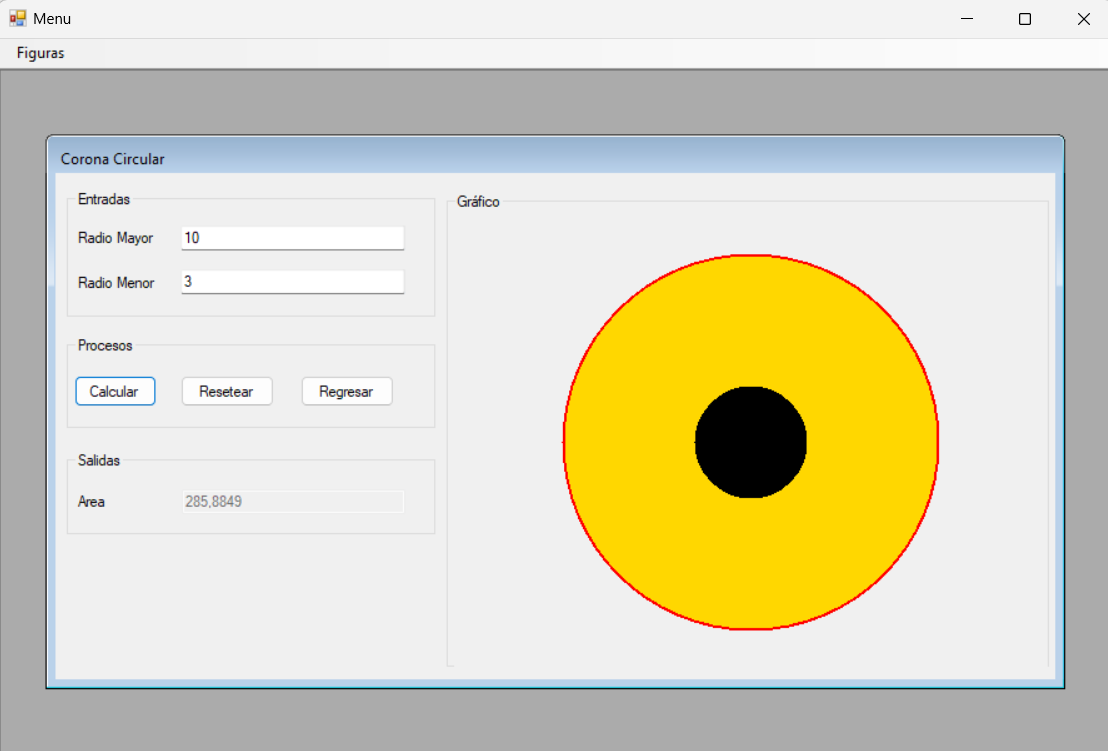 Menu
Figuras
Corona Circular
Entradas
Radio Mayor 10
Radio Menor 3
Procesos
Calcular Resetear Regresar
Salidas
Area 285,8849
Gráfico